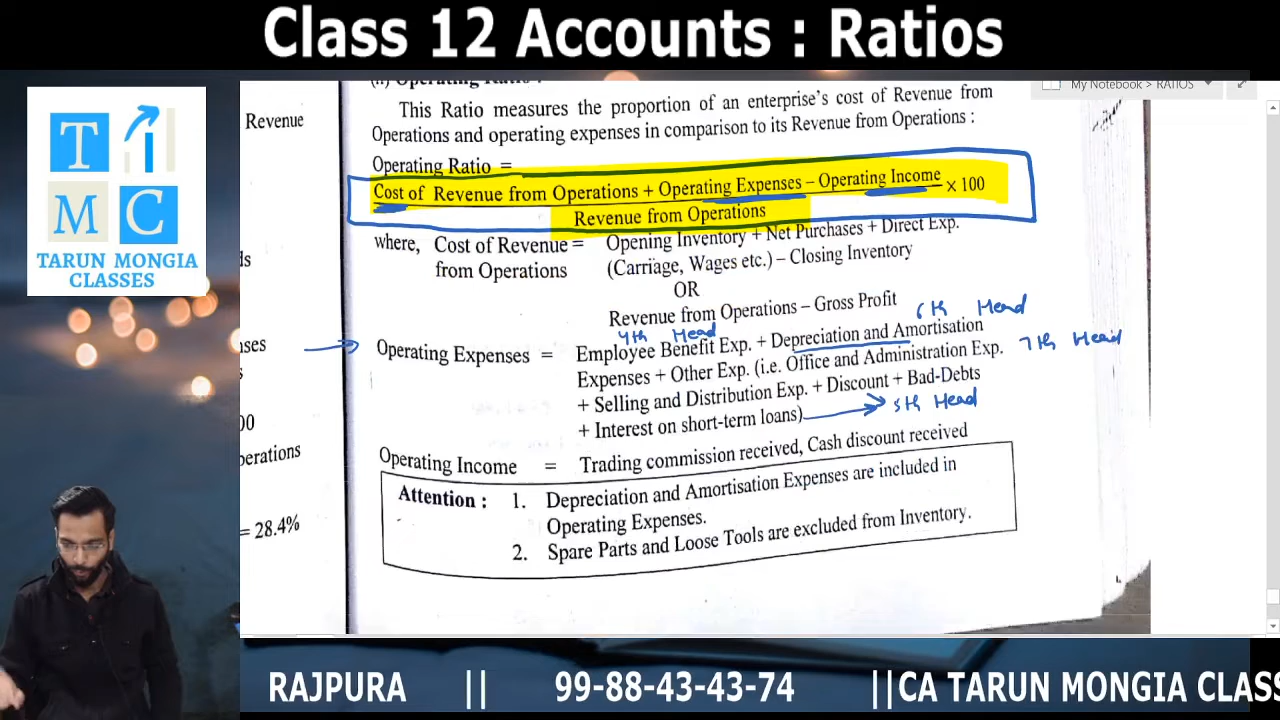 Class 12 Accounts : Ratios
T
M C
TARUN MONGIA
CLASSES
My Notebook > RATIOS
Revenue
This Ratio measures the proportion of an enterprise's cost of Revenue from
Operations and operating expenses in comparison to its Revenue from Operations :
Operating Ratio =
Cost of Revenue from Operations + Operating Expenses – Operating Income × 100
Revenue from Operations
where, Cost of Revenue = Opening Inventory + Net Purchases + Direct Exp.
from Operations (Carriage, Wages etc.) – Closing Inventory
OR
Revenue from Operations – Gross Profit
4th Head 6th Head
Operating Expenses = Employee Benefit Exp. + Depreciation and Amortisation
Expenses + Other Exp. (i.e. Office and Administration Exp. 7th Head
+ Selling and Distribution Exp. + Discount + Bad-Debts
+ Interest on short-term loans) 5th Head
Operating Income = Trading commission received, Cash discount received
Attention : 1. Depreciation and Amortisation Expenses are included in
Operating Expenses.
2. Spare Parts and Loose Tools are excluded from Inventory.
ds
nses
s
00
perations
= 28.4%
RAJPURA || 99-88-43-43-74 ||CA TARUN MONGIA CLASS